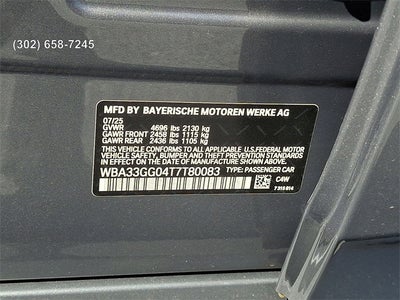 (302) 658-7245
MFD BY BAYERISCHE MOTOREN WERKE AG
07/25
GVWR 4696 lbs 2130 kg
GAWR FRONT 2458 lbs 1115 kg
GAWR REAR 2436 lbs 1105 kg
THIS VEHICLE CONFORMS TO ALL APPLICABLE FEDERAL MOTOR VEHICLE
SAFETY, BUMPER AND THEFT PREVENTION STANDARDS IN EFFECT
ON THE DATE OF MANUFACTURE SHOWN ABOVE.
WBA33GG04T7T80083 TYPE: PASSENGER CAR
C4W